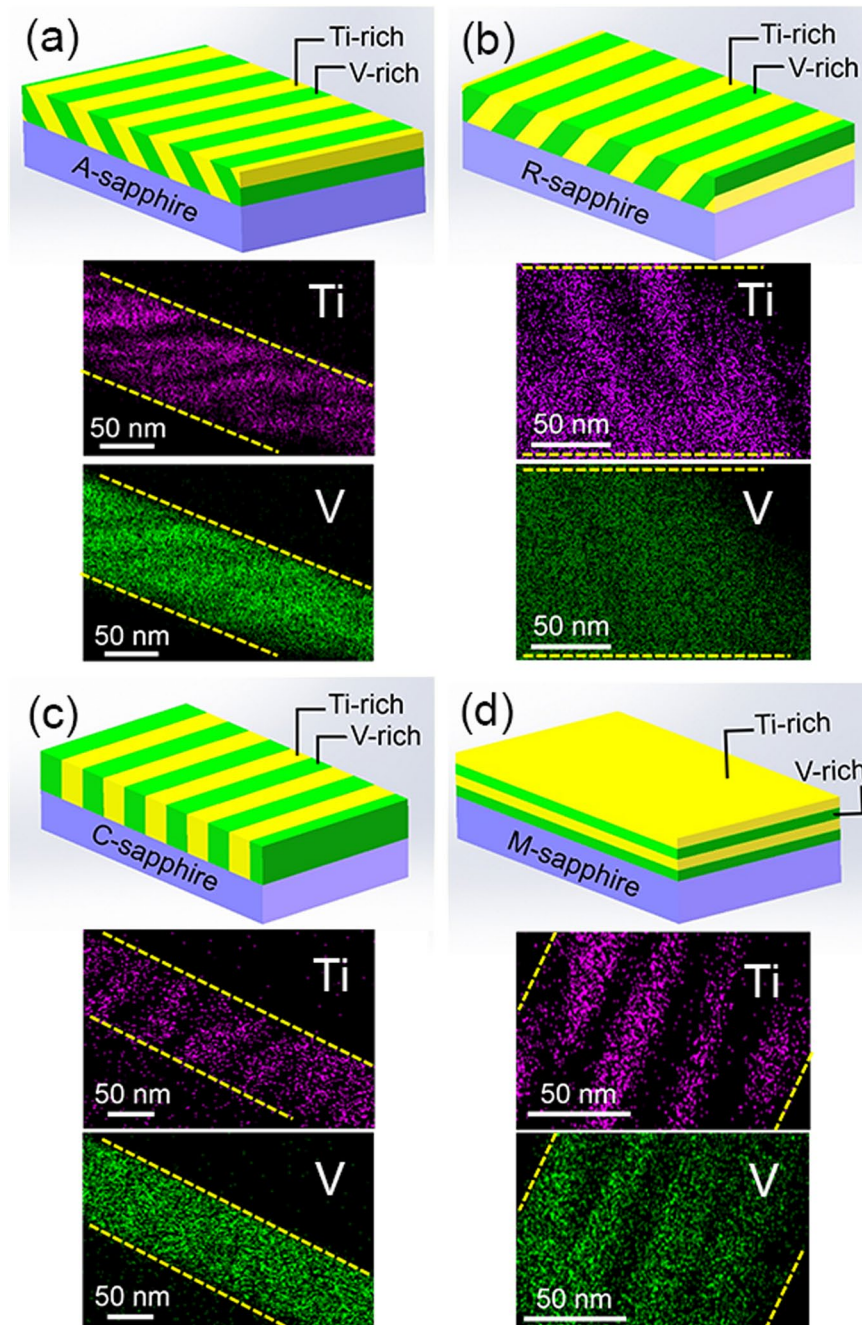 (a)
Ti-rich
V-rich
A-sapphire
Ti
50 nm
V
50 nm
(b)
Ti-rich
V-rich
R-sapphire
Ti
50 nm
V
50 nm
(c)
Ti-rich
V-rich
C-sapphire
Ti
50 nm
V
50 nm
(d)
Ti-rich
V-rich
M-sapphire
Ti
50 nm
V
50 nm